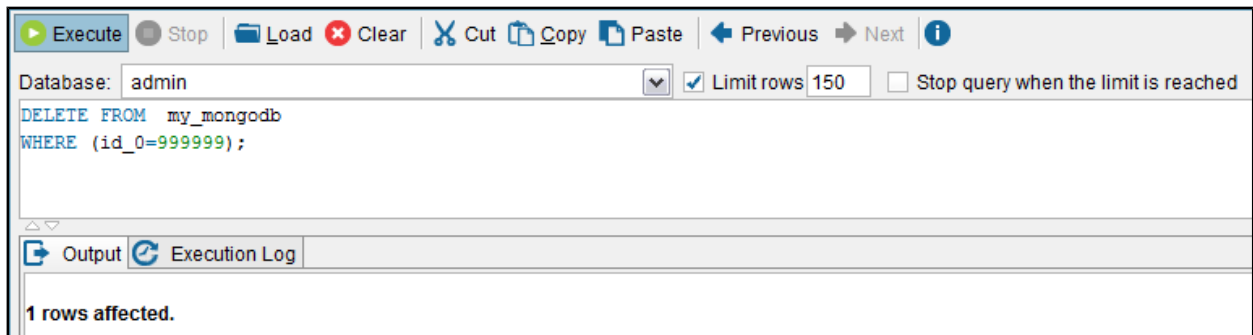 Execute Stop Load Clear Cut Copy Paste Previous Next
Database: admin Limit rows 150 Stop query when the limit is reached
DELETE FROM  my_mongodb
WHERE (id_0=999999);
Output Execution Log
1 rows affected.